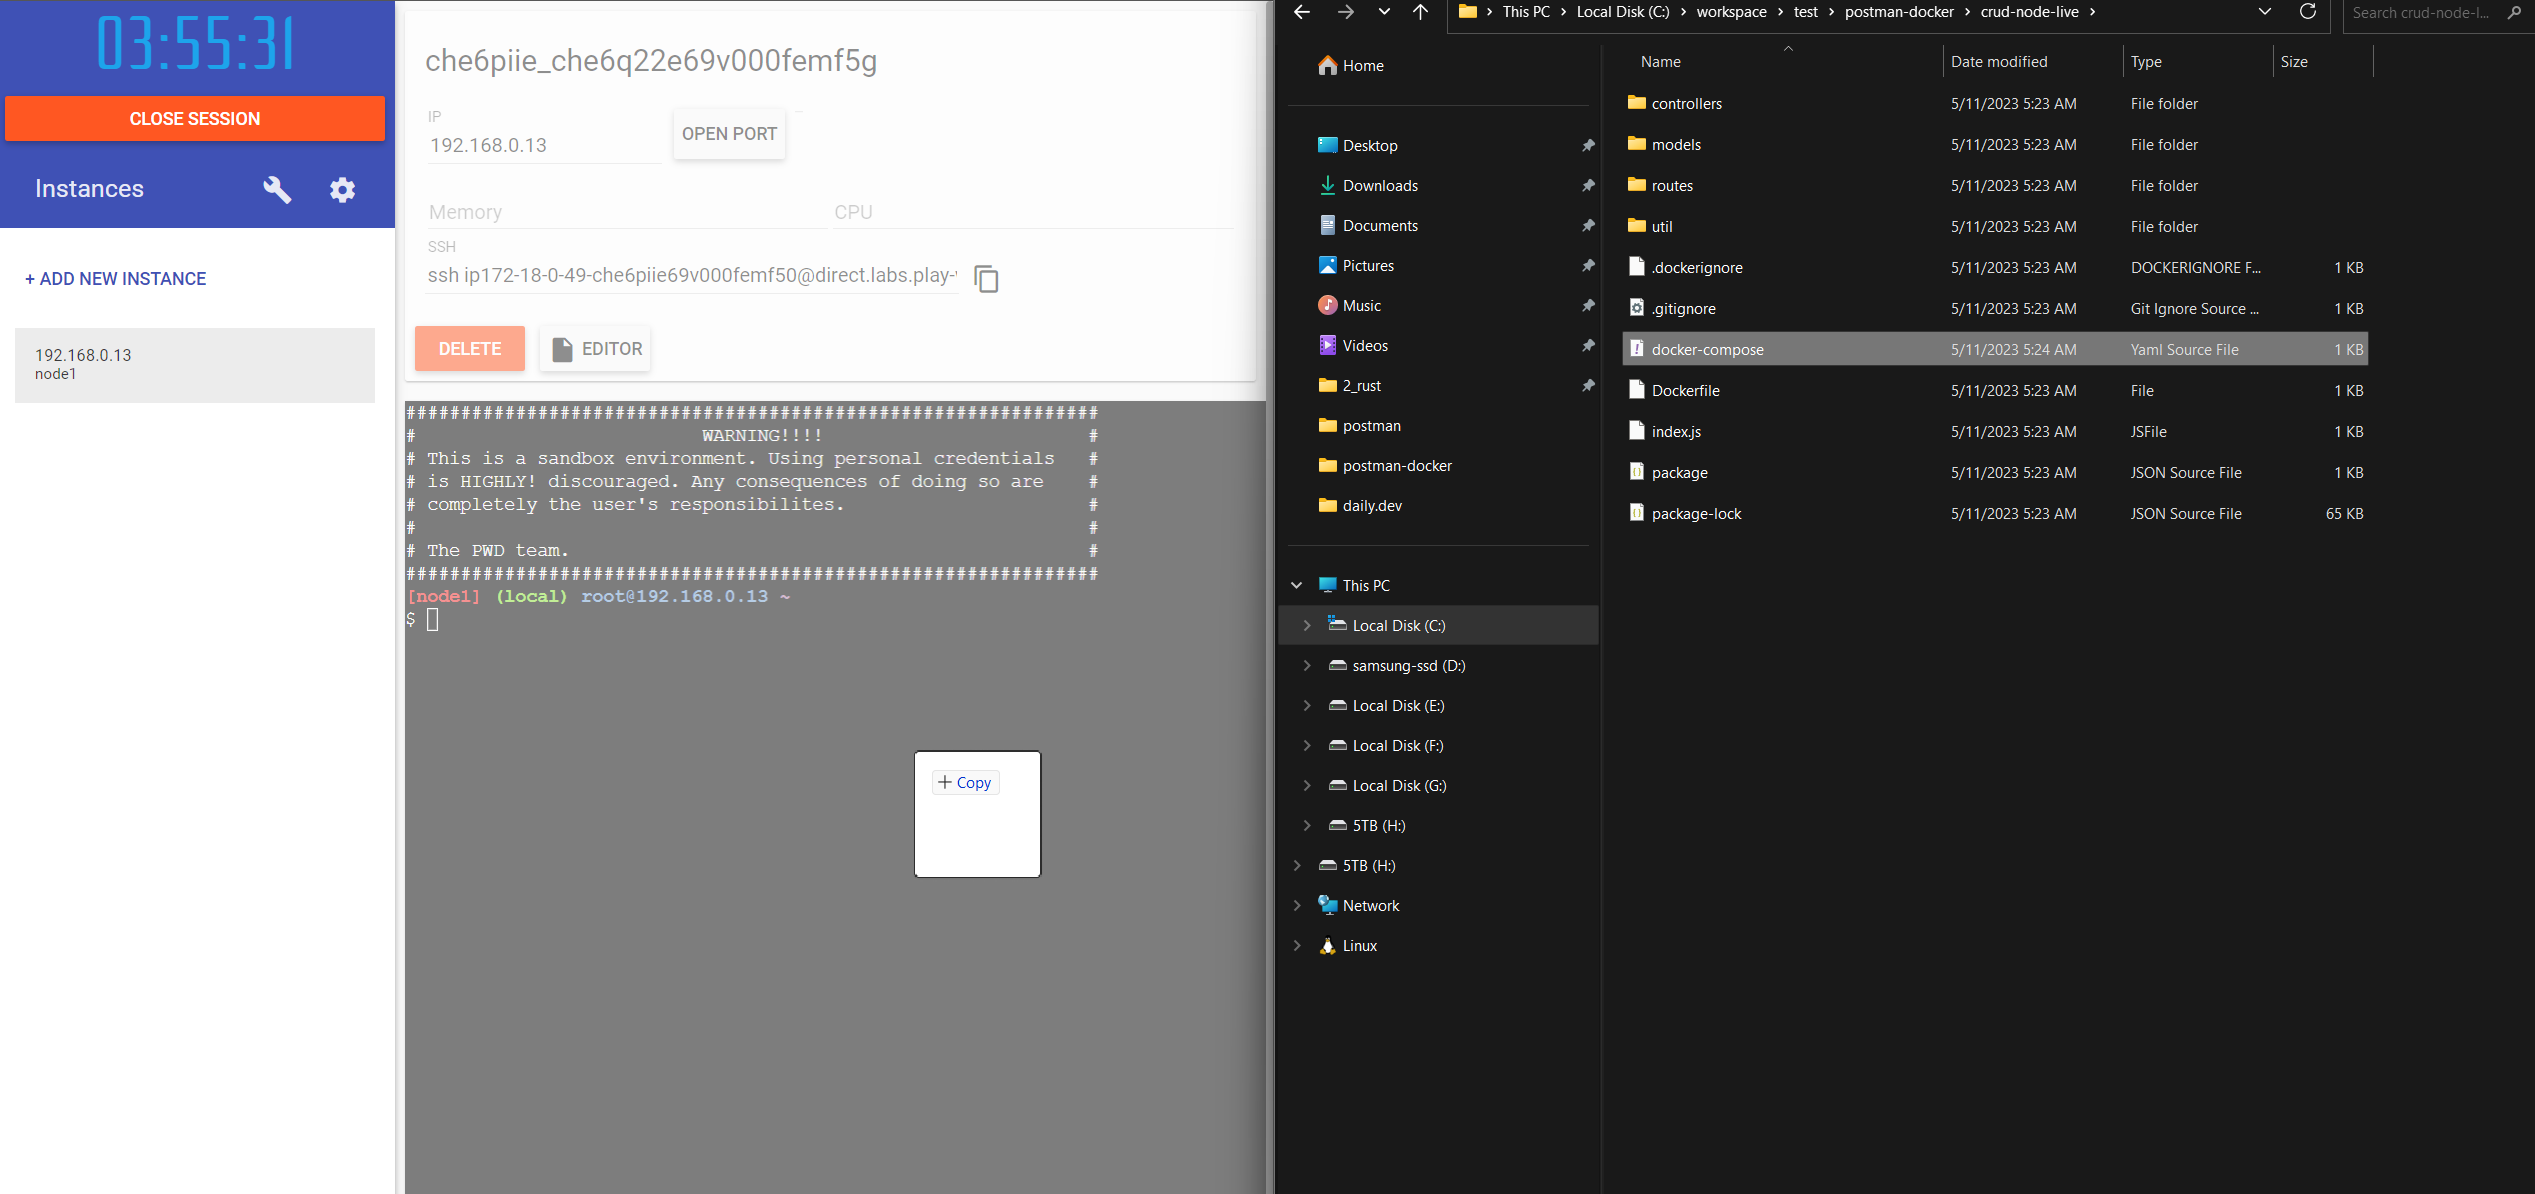 03:55:31
CLOSE SESSION
Instances
+ ADD NEW INSTANCE
192.168.0.13
node1
che6piie_che6q22e69v000femf5g
IP
192.168.0.13
OPEN PORT
Memory
CPU
SSH
ssh ip172-18-0-49-che6piie69v000femf50@direct.labs.play-
DELETE
EDITOR
###############################################################
# WARNING!!!! #
# This is a sandbox environment. Using personal credentials #
# is HIGHLY! discouraged. Any consequences of doing so are #
# completely the user's responsibilites. #
# #
# The PWD team. #
###############################################################
[node1] (local) root@192.168.0.13 ~
$
+ Copy
This PC > Local Disk (C:) > workspace > test > postman-docker > crud-node-live >
Search crud-node-l...
Home
Desktop
Downloads
Documents
Pictures
Music
Videos
2_rust
postman
postman-docker
daily.dev
This PC
Local Disk (C:)
samsung-ssd (D:)
Local Disk (E:)
Local Disk (F:)
Local Disk (G:)
5TB (H:)
5TB (H:)
Network
Linux
Name Date modified Type Size
controllers 5/11/2023 5:23 AM File folder
models 5/11/2023 5:23 AM File folder
routes 5/11/2023 5:23 AM File folder
util 5/11/2023 5:23 AM File folder
.dockerignore 5/11/2023 5:23 AM DOCKERIGNORE F... 1 KB
.gitignore 5/11/2023 5:23 AM Git Ignore Source ... 1 KB
docker-compose 5/11/2023 5:24 AM Yaml Source File 1 KB
Dockerfile 5/11/2023 5:23 AM File 1 KB
index.js 5/11/2023 5:23 AM JSFile 1 KB
package 5/11/2023 5:23 AM JSON Source File 1 KB
package-lock 5/11/2023 5:23 AM JSON Source File 65 KB